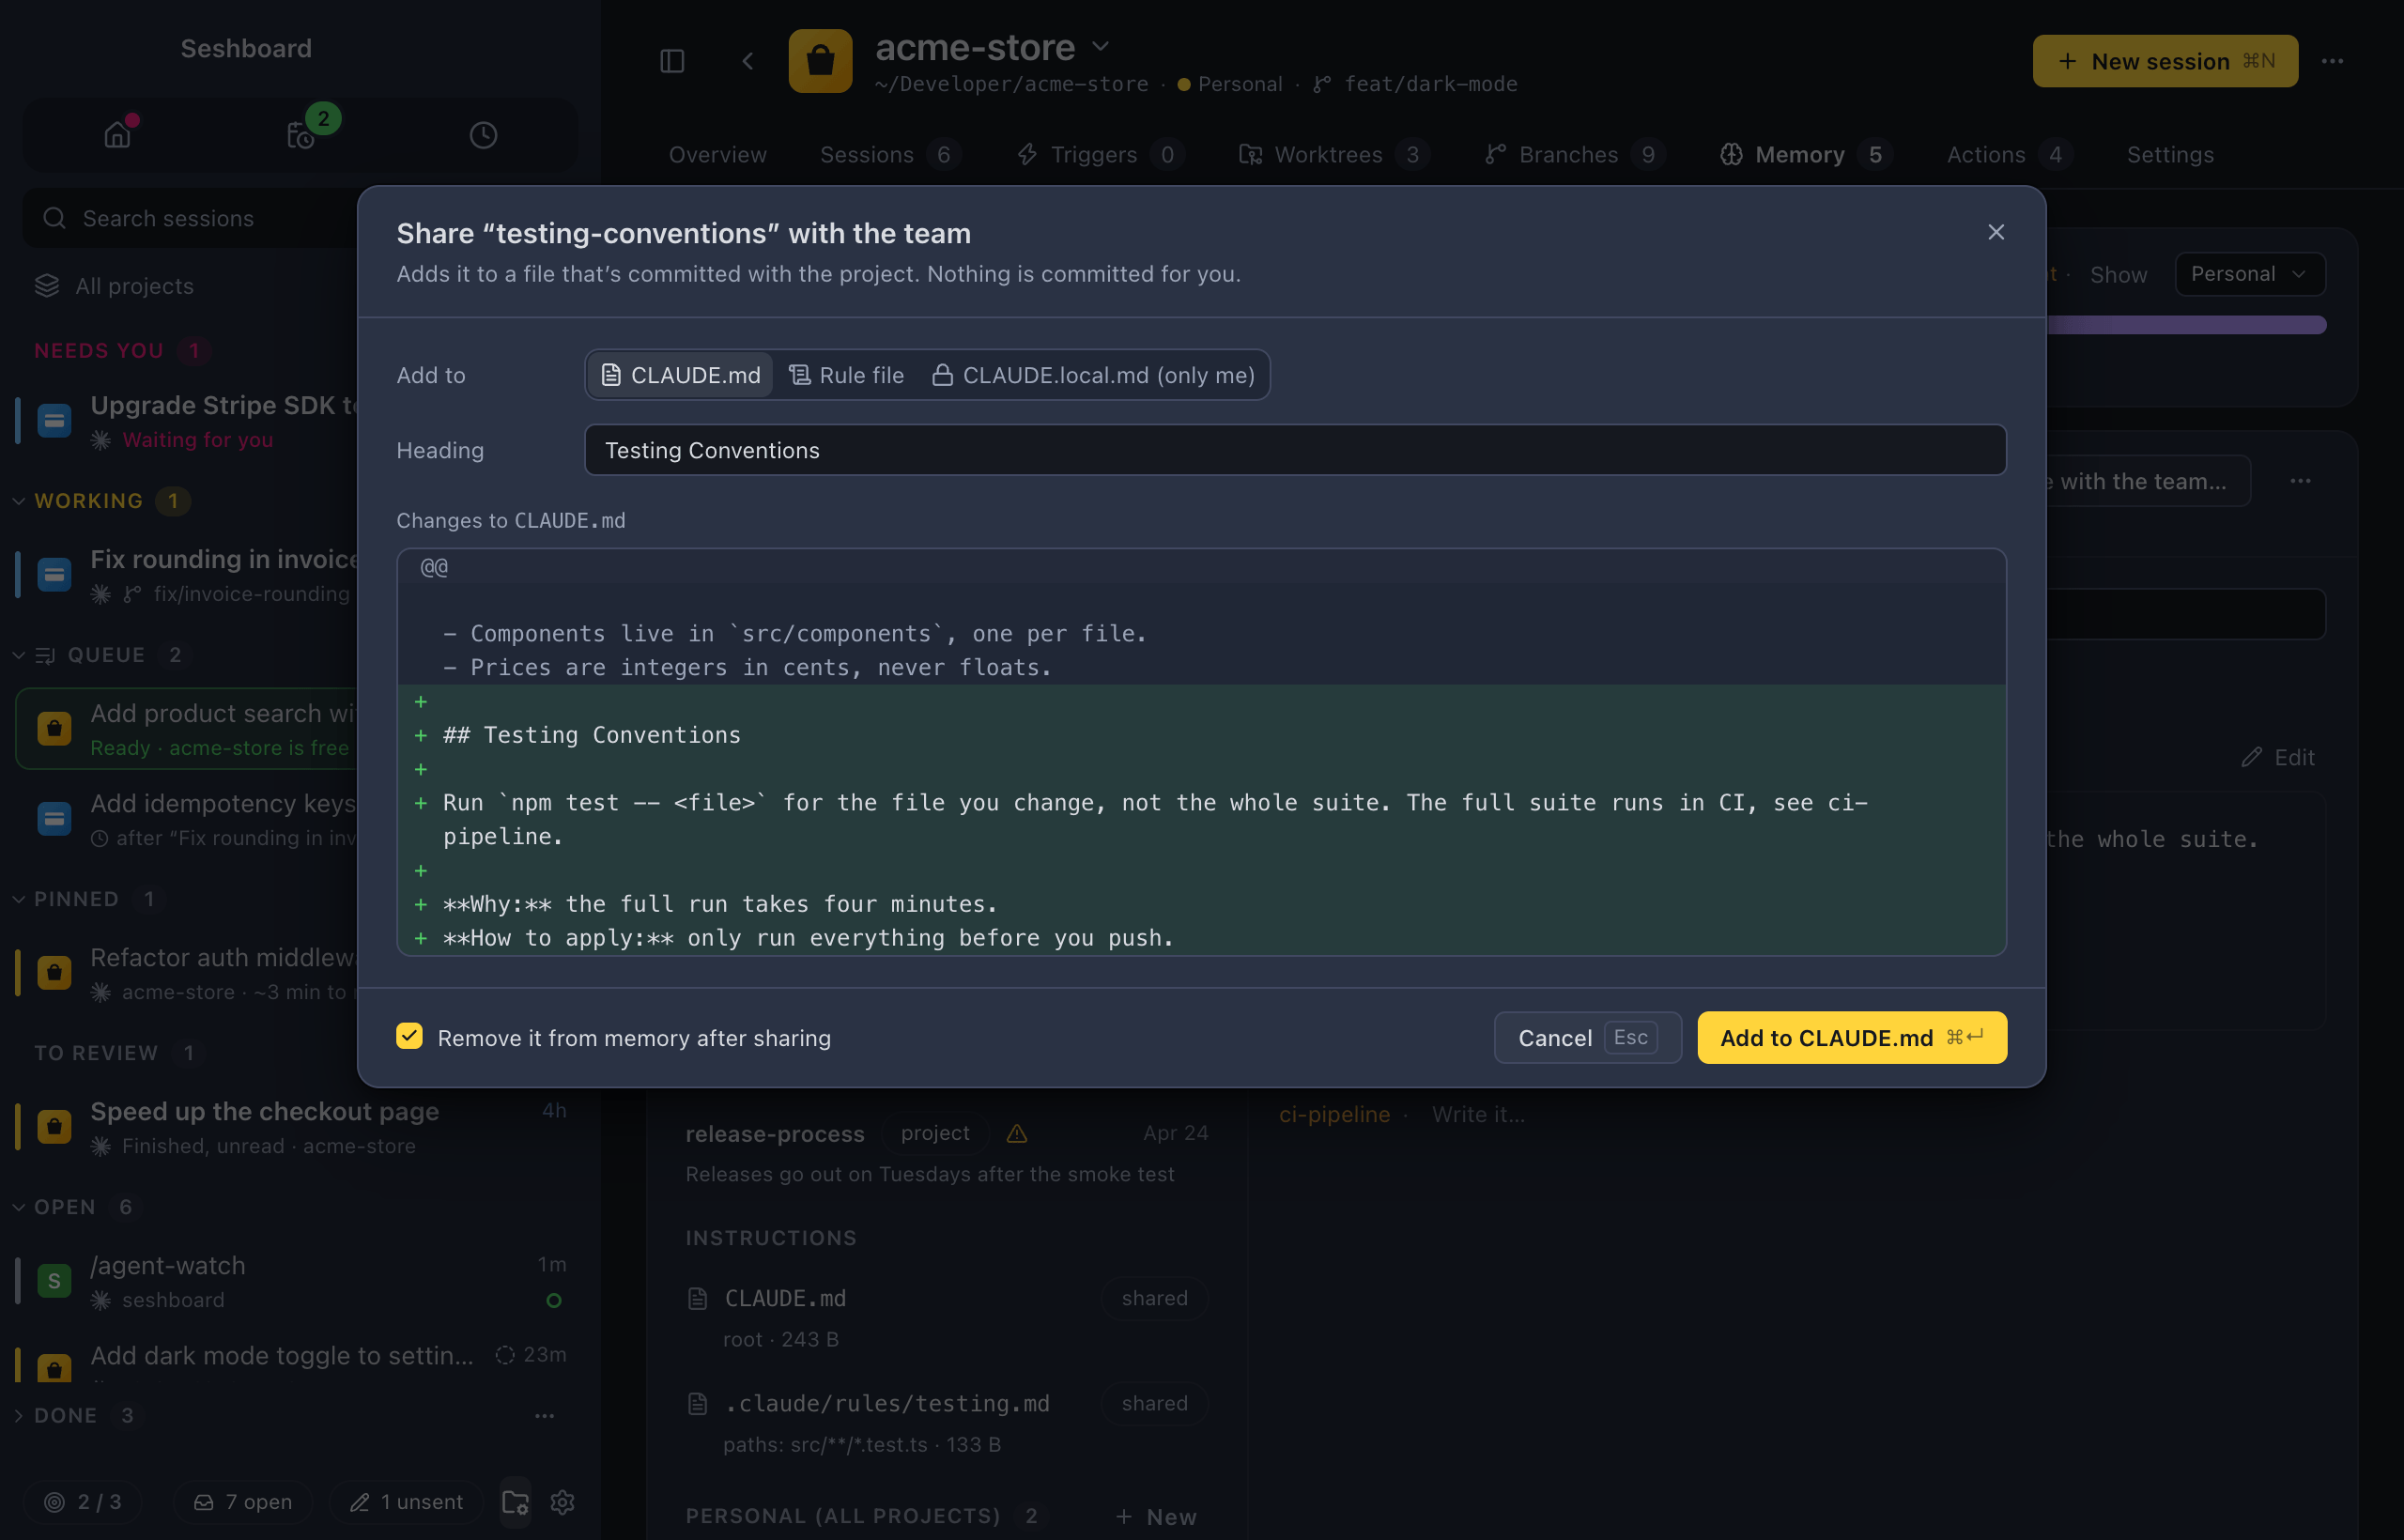 Seshboard
2
Search sessions
All projects
NEEDS YOU 1
Upgrade Stripe SDK
Waiting for you
WORKING 1
Fix rounding in invoice
fix/invoice-rounding
QUEUE 2
Add product search
Ready · acme-store is free
Add idempotency keys
after “Fix rounding in
PINNED 1
Refactor auth
acme-store · ~3 min to
TO REVIEW 1
Speed up the checkout page 4h
Finished, unread · acme-store
OPEN 6
/agent-watch 1m
S
seshboard
Add dark mode toggle to settin... 23m
DONE 3
2 / 3
7 open
1 unsent
acme-store
~/Developer/acme-store · Personal · feat/dark-mode
+ New session ⌘N
Overview
Sessions 6
Triggers 0
Worktrees 3
Branches 9
Memory 5
Actions 4
Settings
Show
Personal
with the team...
Edit
the whole suite.
Share “testing-conventions” with the team
Adds it to a file that’s committed with the project. Nothing is committed for you.
Add to
CLAUDE.md
Rule file
CLAUDE.local.md (only me)
Heading
Testing Conventions
Changes to CLAUDE.md
@@
- Components live in `src/components`, one per file.
- Prices are integers in cents, never floats.
+
+ ## Testing Conventions
+
+ Run `npm test -- <file>` for the file you change, not the whole suite. The full suite runs in CI, see ci-
pipeline.
+
+ **Why:** the full run takes four minutes.
+ **How to apply:** only run everything before you push.
Remove it from memory after sharing
Cancel Esc
Add to CLAUDE.md ⌘↵
release-process project Apr 24
Releases go out on Tuesdays after the smoke test
INSTRUCTIONS
CLAUDE.md shared
root · 243 B
.claude/rules/testing.md shared
paths: src/**/*.test.ts · 133 B
PERSONAL (ALL PROJECTS) 2
+ New
ci-pipeline · Write it...